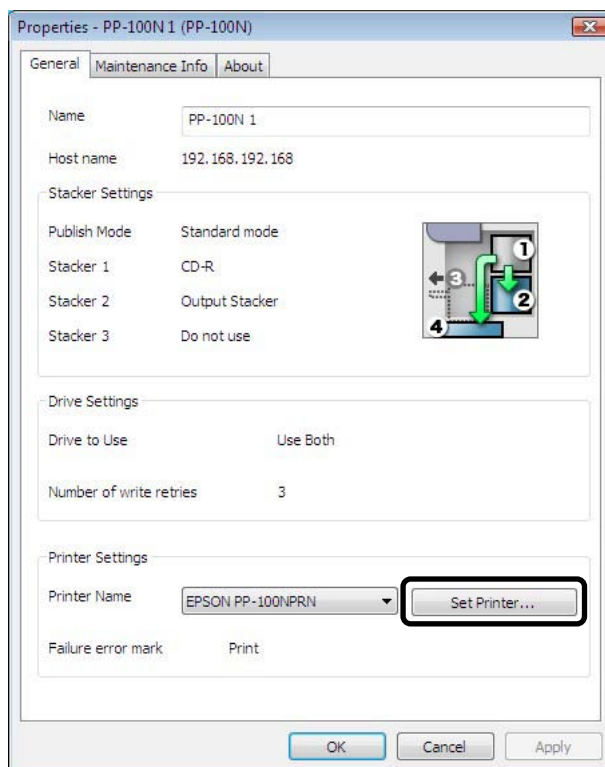 Properties - PP-100N 1 (PP-100N)
General Maintenance Info About
Name PP-100N 1
Host name 192.168.192.168
Stacker Settings
Publish Mode Standard mode
Stacker 1 CD-R
Stacker 2 Output Stacker
Stacker 3 Do not use
1
3
2
4
Drive Settings
Drive to Use Use Both
Number of write retries 3
Printer Settings
Printer Name EPSON PP-100NPRN Set Printer...
Failure error mark Print
OK Cancel Apply